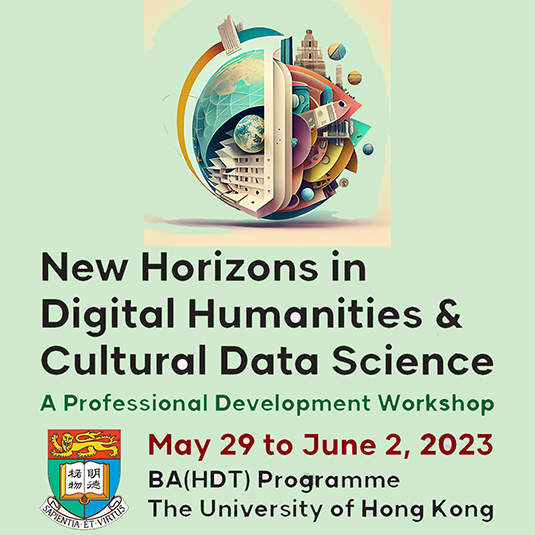 New Horizons in
Digital Humanities &
Cultural Data Science
A Professional Development Workshop
May 29 to June 2, 2023
BA(HDT) Programme
The University of Hong Kong
明德
格物
SAPIENTIA·ET·VIRTUS